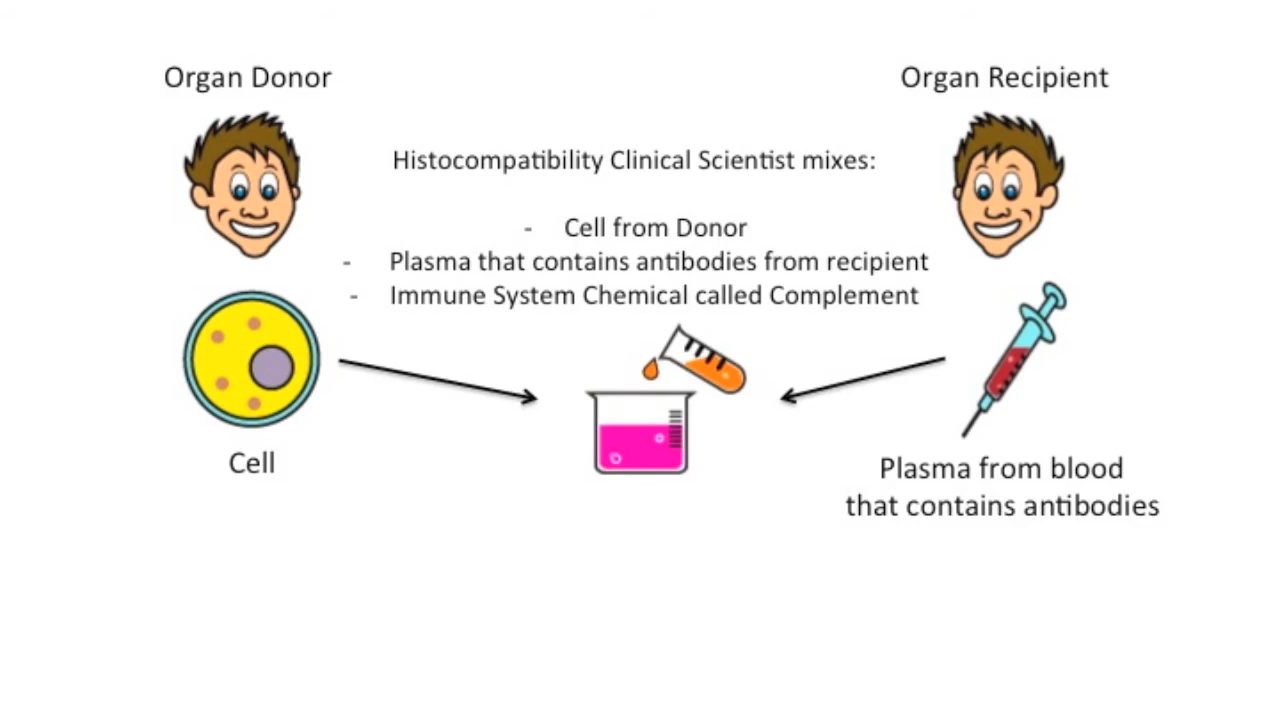 Organ Donor
Organ Recipient
Histocompatibility Clinical Scientist mixes:
- Cell from Donor
- Plasma that contains antibodies from recipient
- Immune System Chemical called Complement
Cell
Plasma from blood
that contains antibodies